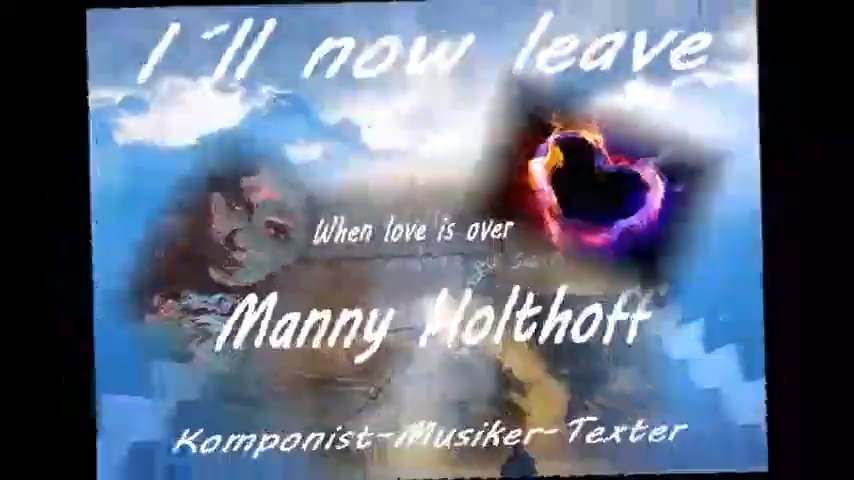 I´ll now leave
When love is over
Manny Holthoff
Komponist-Musiker-Texter